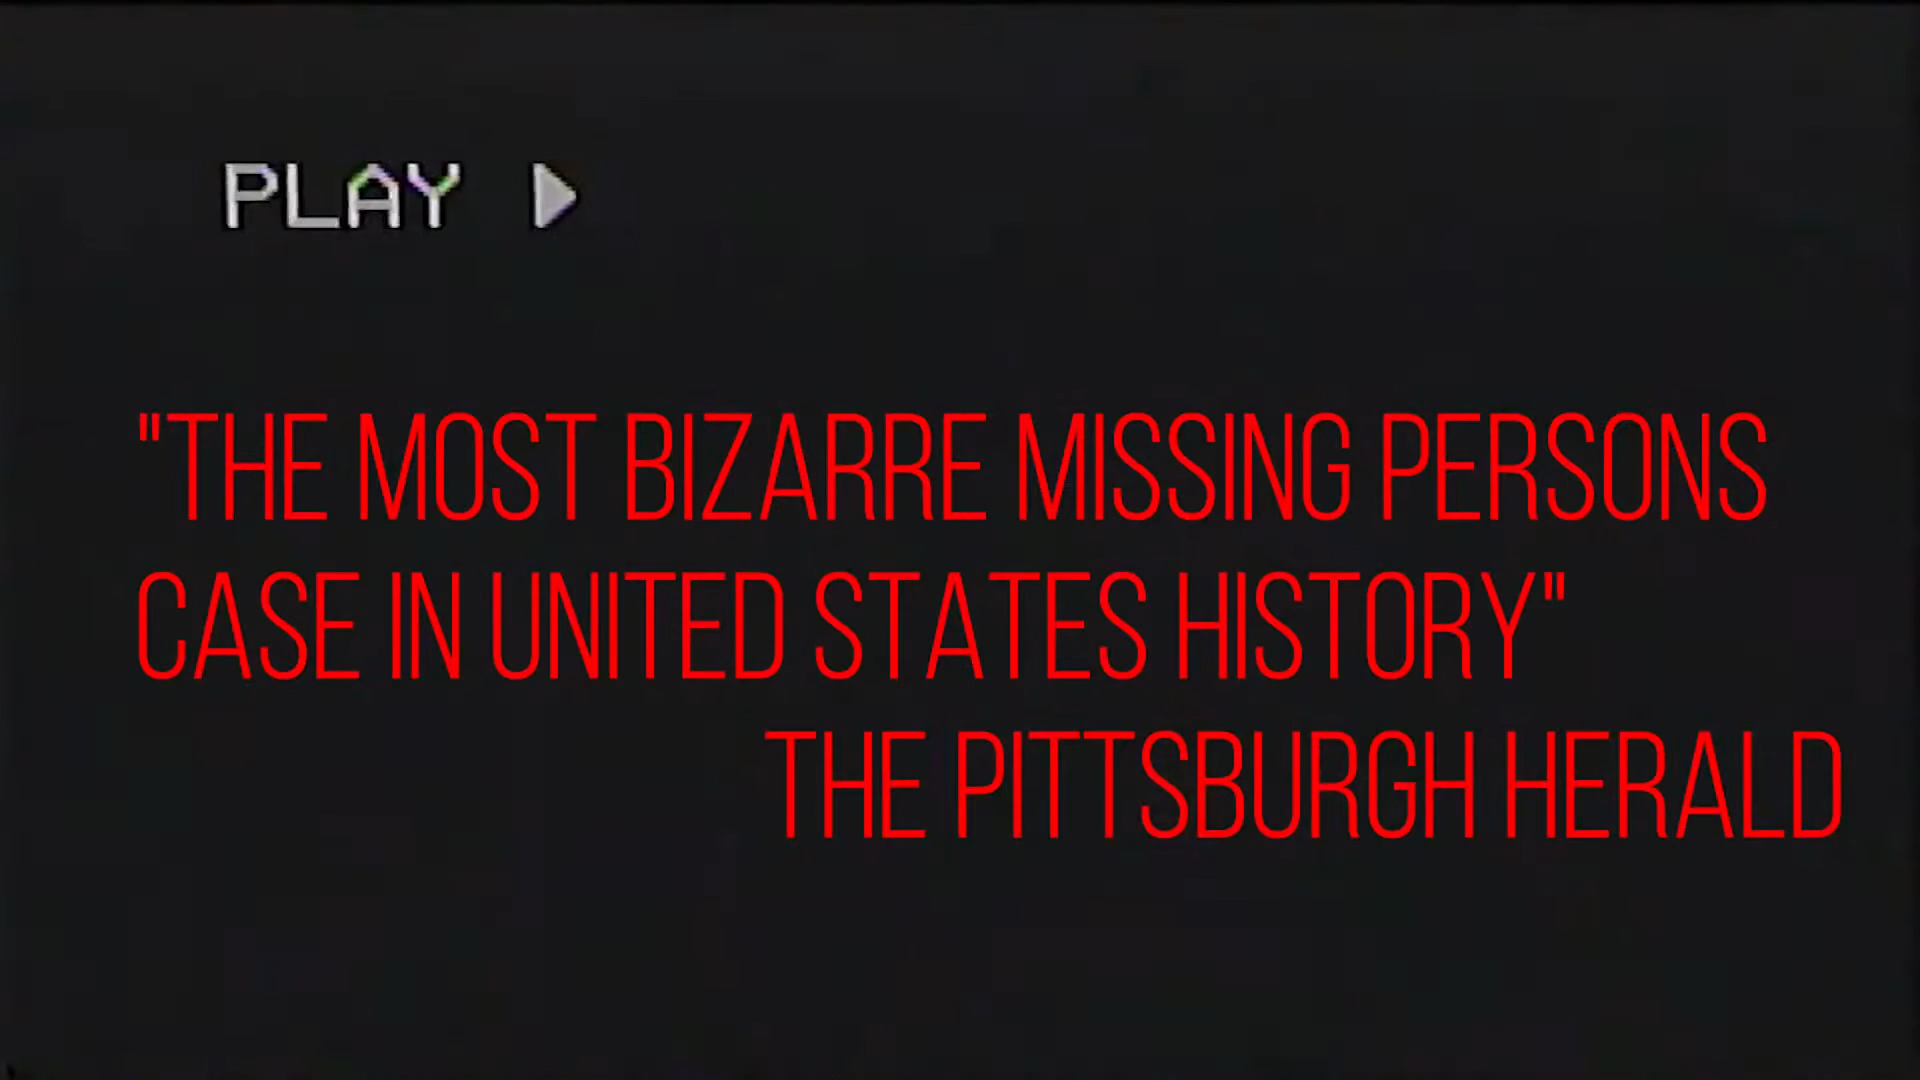 PLAY ▶
"THE MOST BIZARRE MISSING PERSONS
CASE IN UNITED STATES HISTORY"
THE PITTSBURGH HERALD